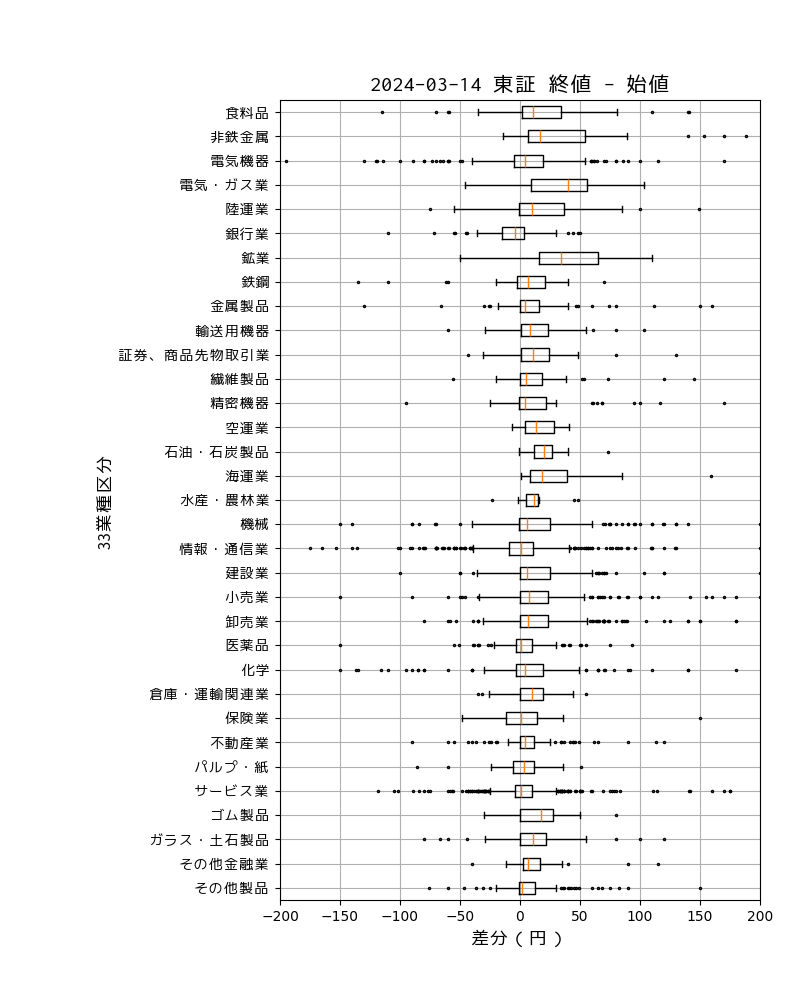 2024-03-14 東証 終値 - 始値
食料品
非鉄金属
電気機器
電気・ガス業
陸運業
銀行業
鉱業
鉄鋼
金属製品
輸送用機器
証券、商品先物取引業
繊維製品
精密機器
空運業
石油・石炭製品
海運業
水産・農林業
機械
情報・通信業
建設業
小売業
卸売業
医薬品
化学
倉庫・運輸関連業
保険業
不動産業
パルプ・紙
サービス業
ゴム製品
ガラス・土石製品
その他金融業
その他製品
33業種区分
−200 −150 −100 −50 0 50 100 150 200
差分（円）